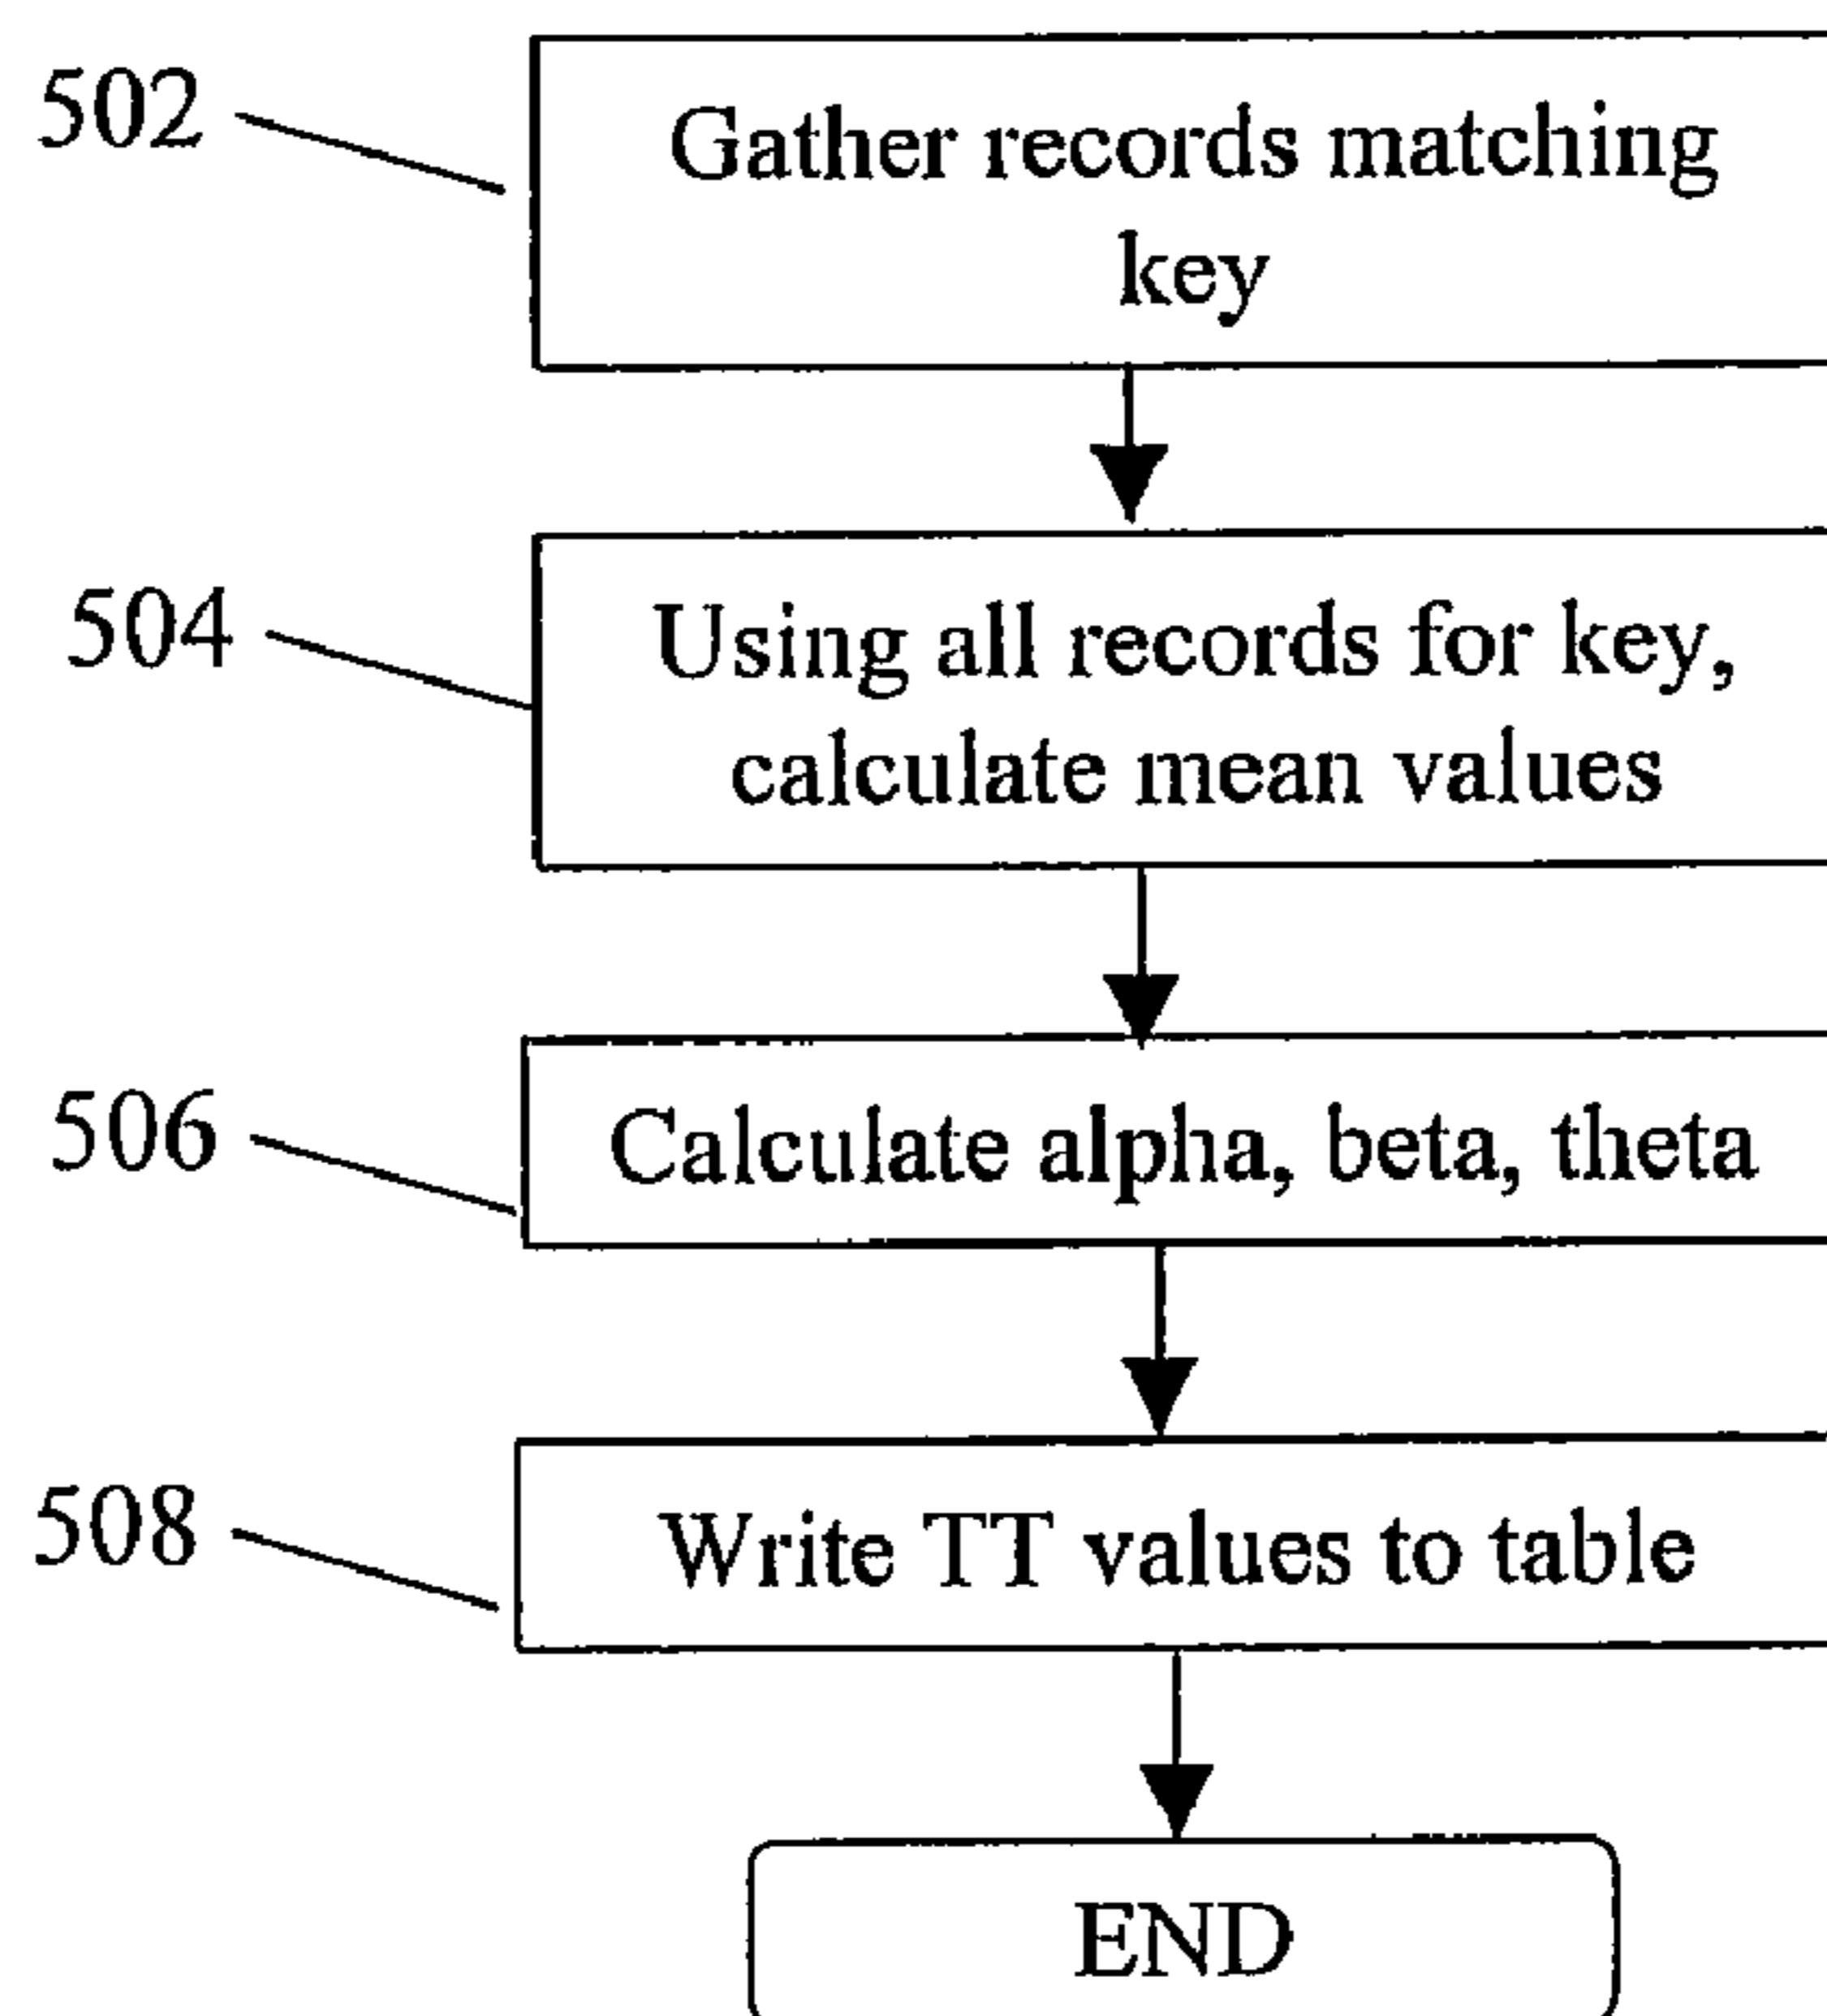 502
Gather records matching
key
504
Using all records for key,
calculate mean values
506
Calculate alpha, beta, theta
508
Write TT values to table
END